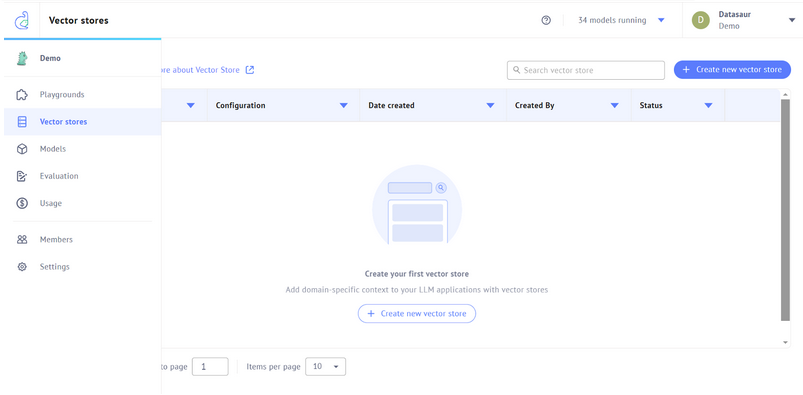 Vector stores
34 models running
D
Datasaur
Demo
Demo
Playgrounds
Vector stores
Models
Evaluation
Usage
Members
Settings
about Vector Store
Search vector store
+ Create new vector store
Configuration
Date created
Created By
Status
Create your first vector store
Add domain-specific context to your LLM applications with vector stores
+ Create new vector store
to page 1
Items per page 10